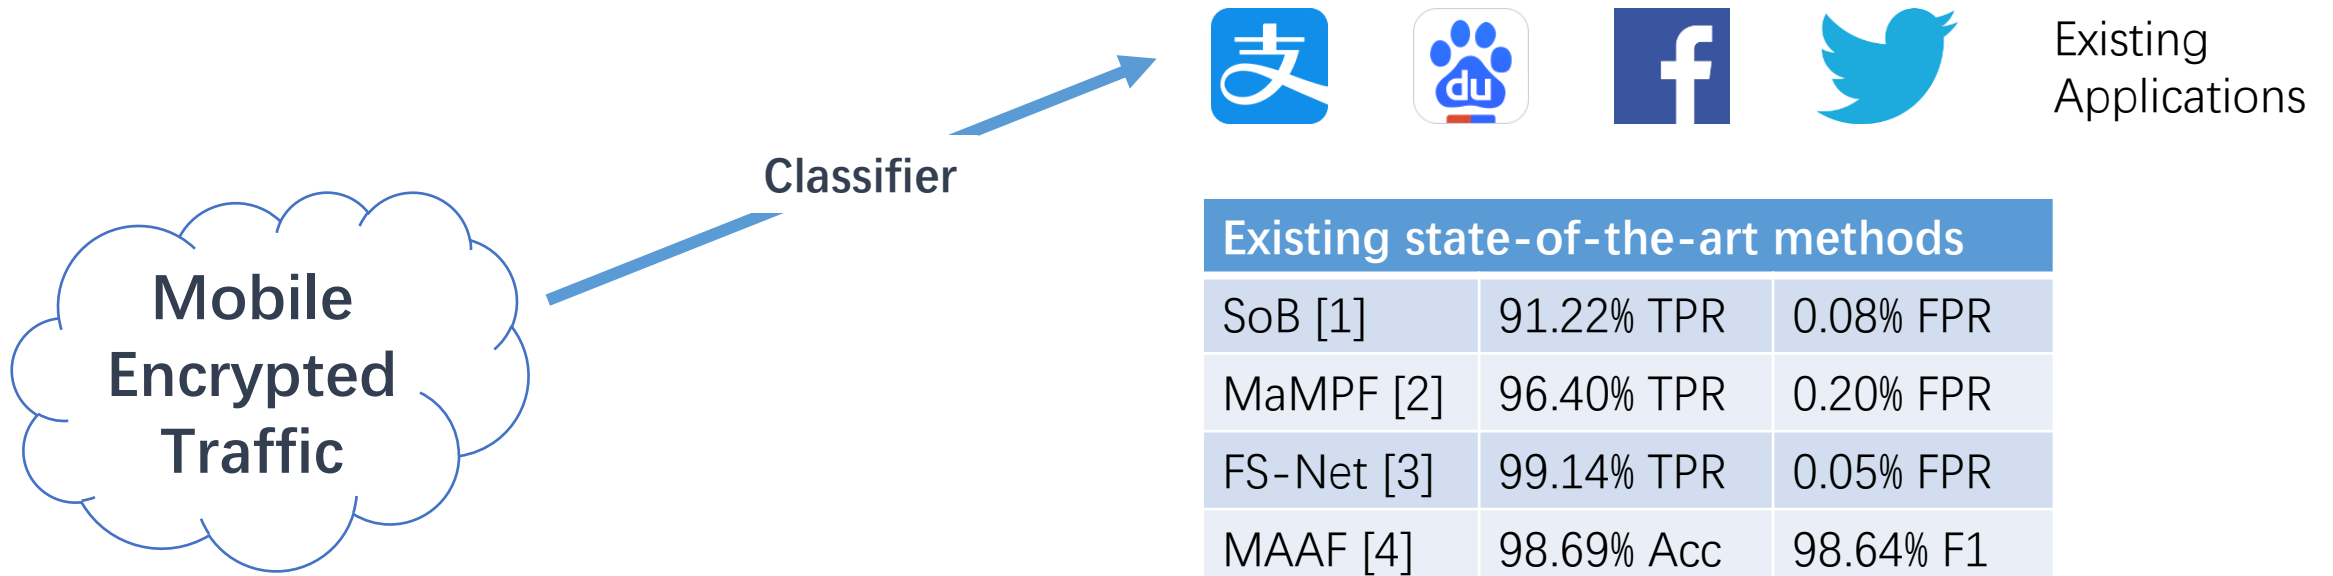 支
du
f
Existing
Applications
Classifier
Mobile
Encrypted
Traffic
Existing state-of-the-art methods
SoB [1] 91.22% TPR 0.08% FPR
MaMPF [2] 96.40% TPR 0.20% FPR
FS-Net [3] 99.14% TPR 0.05% FPR
MAAF [4] 98.69% Acc 98.64% F1